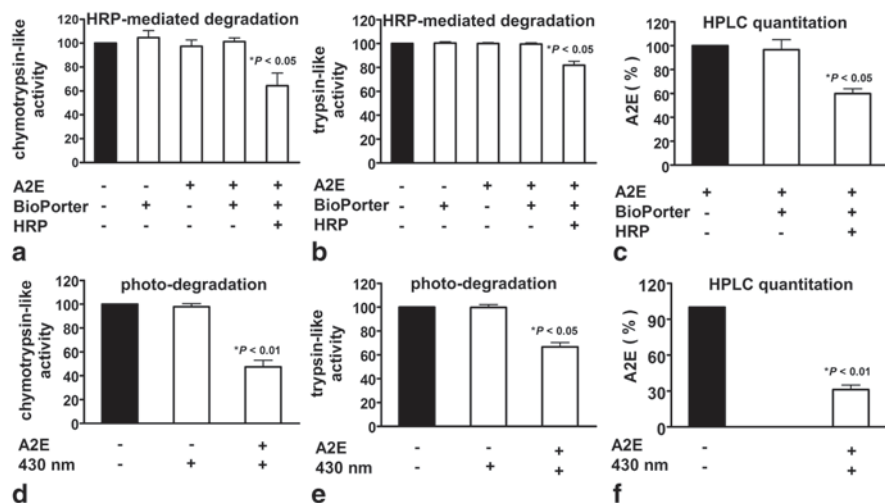 HRP-mediated degradation
chymotrypsin-like
activity
120
100
80
60
40
20
0
*P < 0.05
A2E - - + + +
BioPorter - + - + +
HRP - - - - +
a
HRP-mediated degradation
trypsin-like
activity
120
100
80
60
40
20
0
*P < 0.05
- - + + +
- + - + +
- - - - +
b
HPLC quantitation
A2E ( % )
120
100
80
60
40
20
0
*P < 0.05
A2E + + +
BioPorter - + +
HRP - - +
c
photo-degradation
chymotrypsin-like
activity
120
100
80
60
40
20
0
*P < 0.01
A2E - - +
430 nm - + +
d
photo-degradation
trypsin-like
activity
120
100
80
60
40
20
0
*P < 0.05
A2E - - +
430 nm - + +
e
HPLC quantitation
A2E ( % )
120
90
60
30
0
*P < 0.01
A2E - +
430 nm - +
f